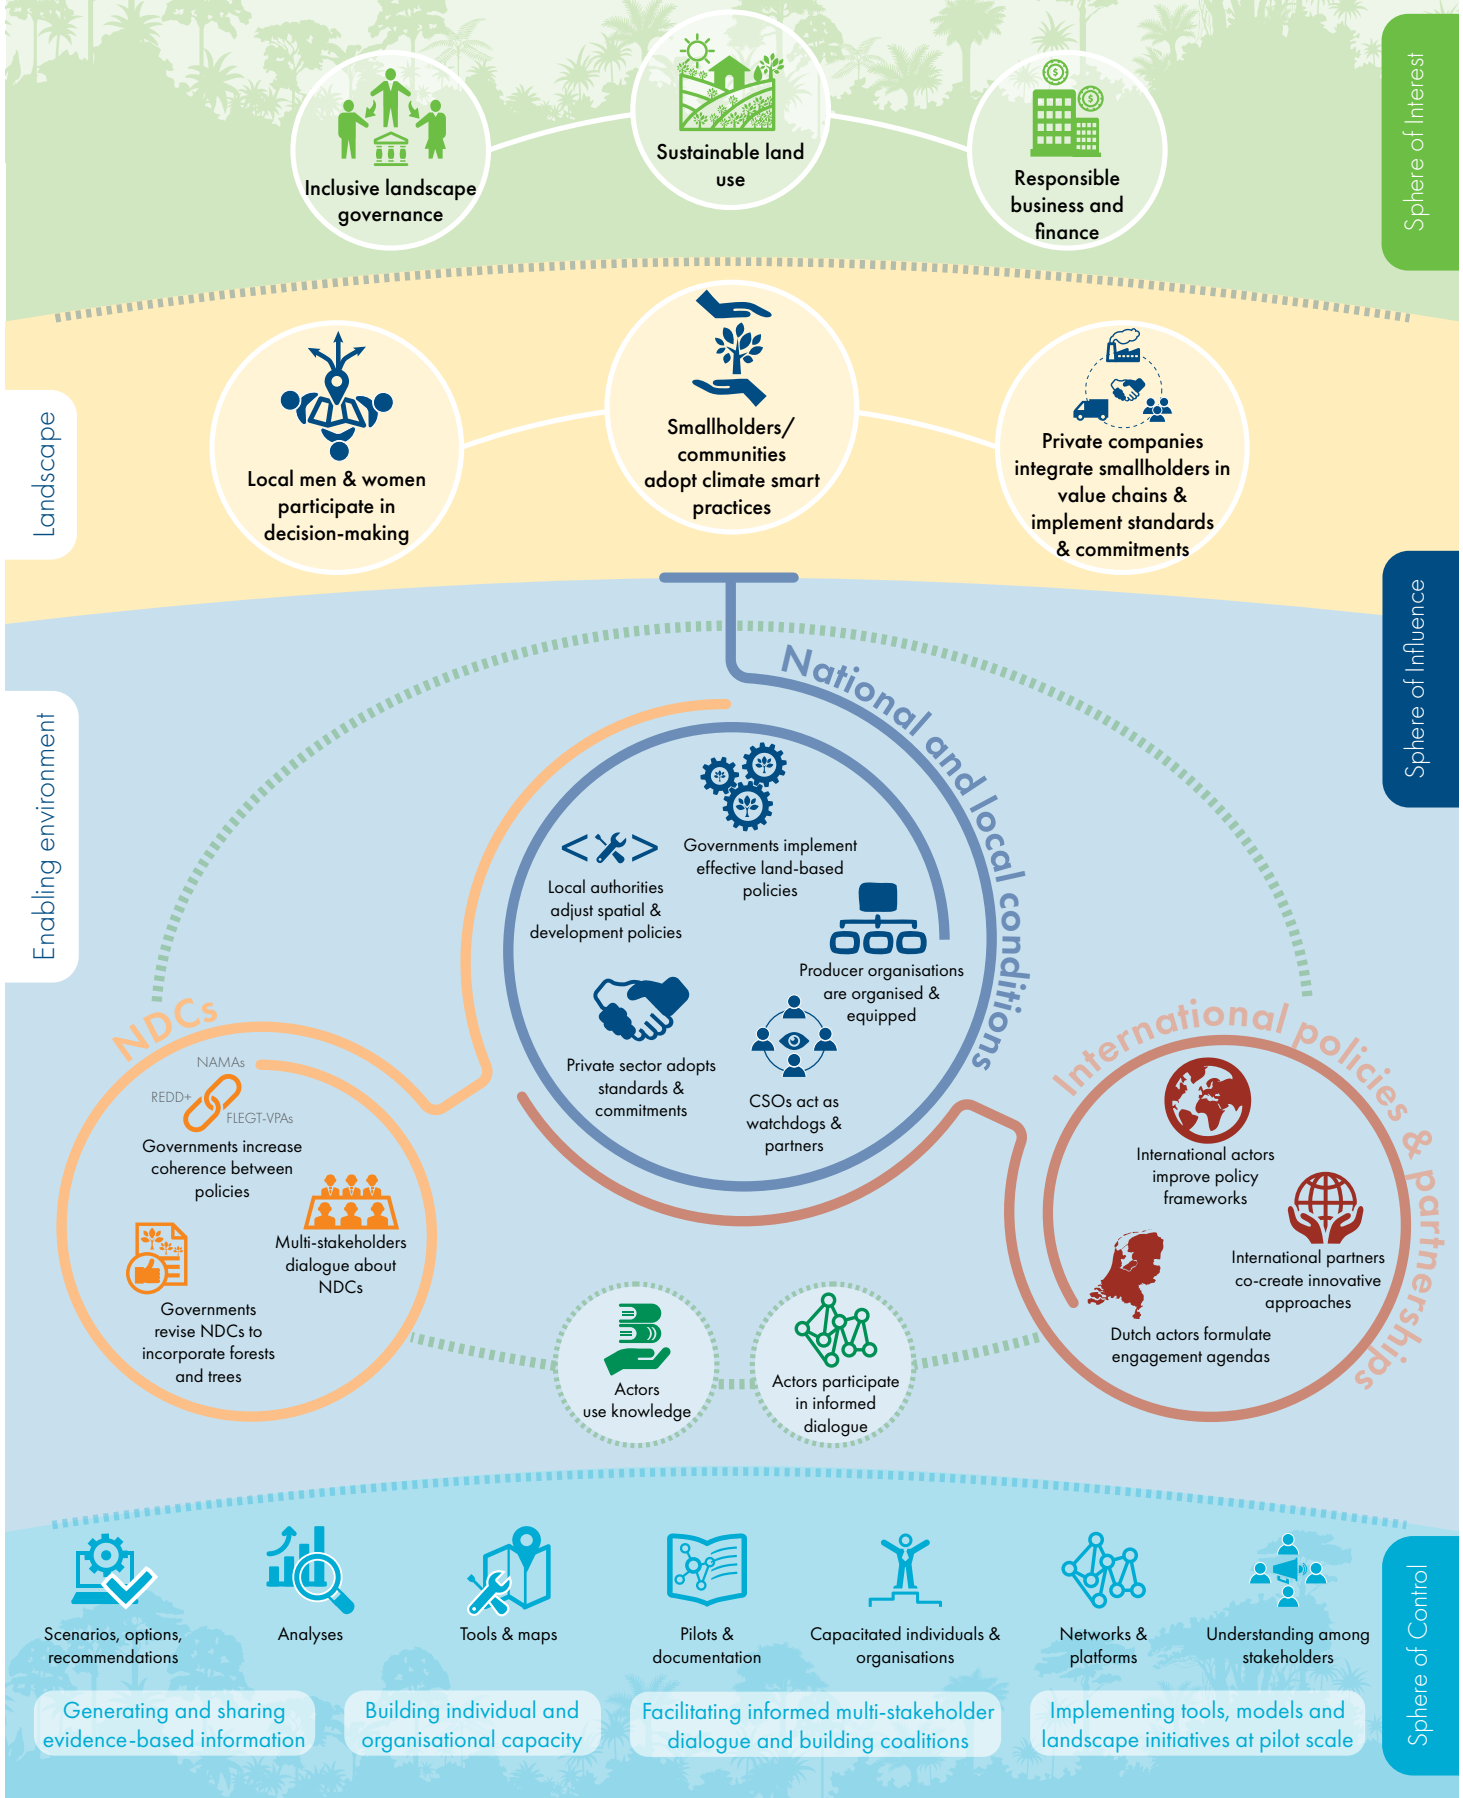 Sphere of Interest
Inclusive landscape
governance
Sustainable land
use
Responsible
business and
finance
Landscape
Local men & women
participate in
decision-making
Smallholders/
communities
adopt climate smart
practices
Private companies
integrate smallholders in
value chains &
implement standards
& commitments
Sphere of Influence
Enabling environment
National and local conditions
Governments implement
effective land-based
policies
Local authorities
adjust spatial &
development policies
Producer organisations
are organised &
equipped
Private sector adopts
standards &
commitments
CSOs act as
watchdogs &
partners
NDCs
NAMAs
REDD+
FLEGT-VPAs
Governments increase
coherence between
policies
Multi-stakeholders
dialogue about
NDCs
Governments
revise NDCs to
incorporate forests
and trees
International policies & partnerships
International actors
improve policy
frameworks
International partners
co-create innovative
approaches
Dutch actors formulate
engagement agendas
Actors
use knowledge
Actors participate
in informed
dialogue
Sphere of Control
Scenarios, options,
recommendations
Analyses
Tools & maps
Pilots &
documentation
Capacitated individuals &
organisations
Networks &
platforms
Understanding among
stakeholders
Generating and sharing
evidence-based information
Building individual and
organisational capacity
Facilitating informed multi-stakeholder
dialogue and building coalitions
Implementing tools, models and
landscape initiatives at pilot scale